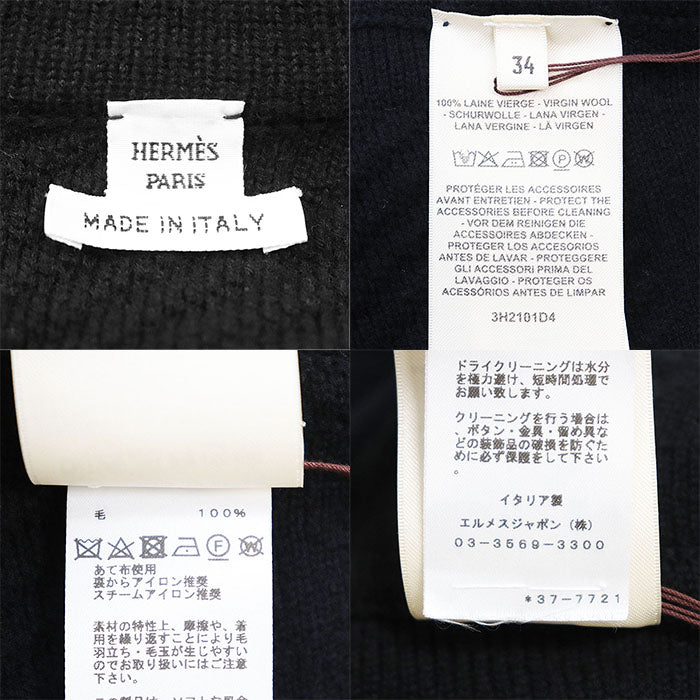 HERMÈS
PARIS
MADE IN ITALY
34
100% LAINE VIERGE - VIRGIN WOOL
- SCHURWOLLE - LANA VIRGEN -
LANA VERGINE - LÃ VIRGEN
PROTÉGER LES ACCESSOIRES
AVANT ENTRETIEN - PROTECT THE
ACCESSORIES BEFORE CLEANING
- VOR DEM REINIGEN DIE
ACCESSOIRES ABDECKEN -
PROTEGER LOS ACCESORIOS
ANTES DE LAVAR - PROTEGGERE
GLI ACCESSORI PRIMA DEL
LAVAGGIO - PROTEGER OS
ACESSÓRIOS ANTES DE LIMPAR
3H2101D4
毛 100%
あて布使用
裏からアイロン推奨
スチームアイロン推奨
素材の特性上、摩擦や、着
用を繰り返すことにより毛
羽立ち・毛玉が生じやすい
のでお取り扱いにはご注意
下さい。
この製品は、ソフトな風合
ドライクリーニングは水分
を極力避け、短時間処理で
お願い致します。
クリーニングを行う場合は
、ボタン・金具・留め具な
どの装飾品の破損を防ぐた
めに必ず保護をして下さい
。
イタリア製
エルメスジャポン（株）
03-3569-3300
*37-7721